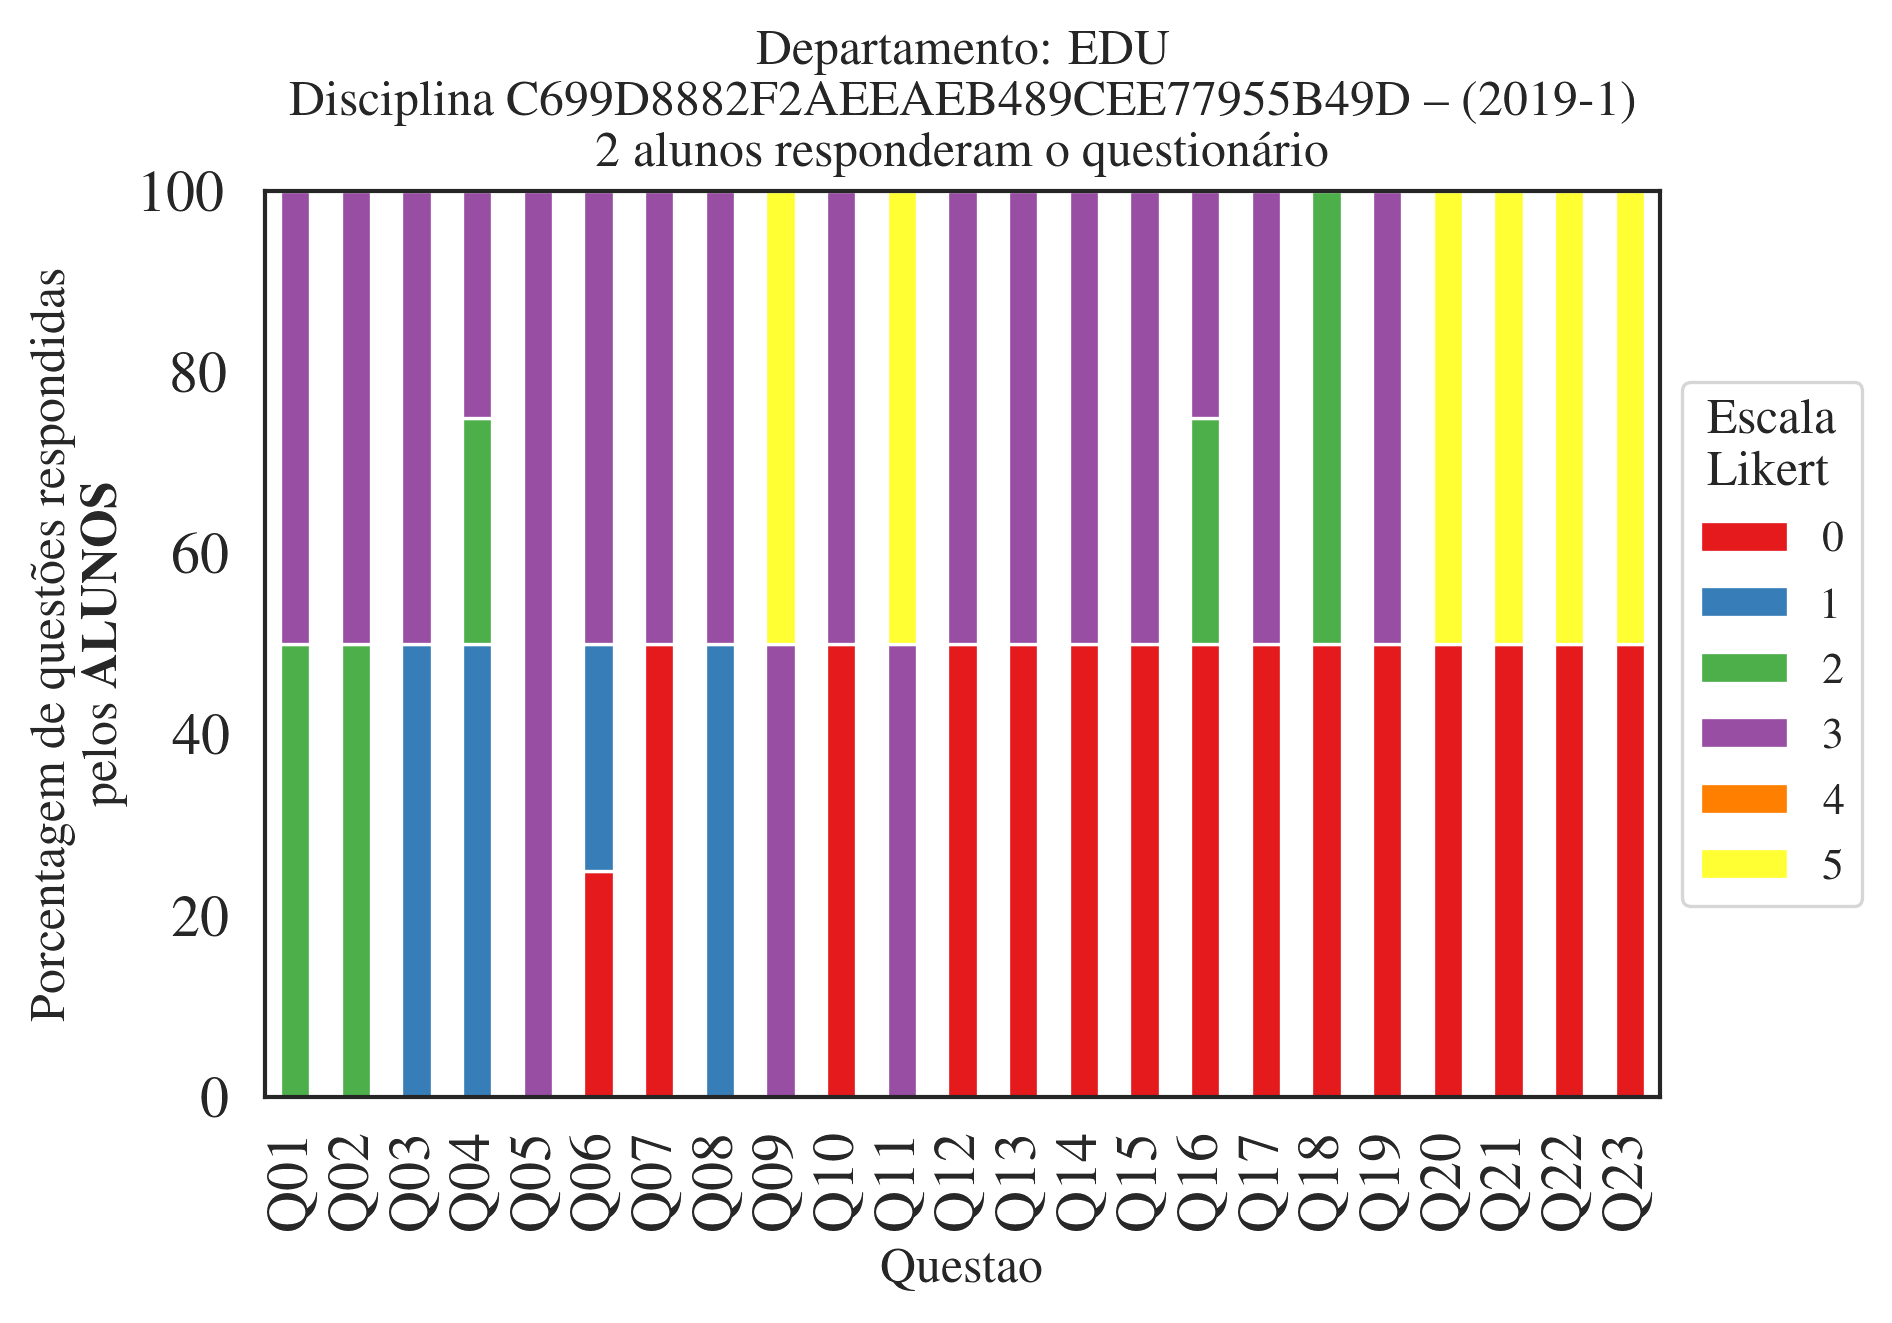 Departamento: EDU
Disciplina C699D8882F2AEEAEB489CEE77955B49D – (2019-1)
2 alunos responderam o questionário
Porcentagem de questões respondidas
pelos ALUNOS
100
80
60
40
20
0
Q01 Q02 Q03 Q04 Q05 Q06 Q07 Q08 Q09 Q10 Q11 Q12 Q13 Q14 Q15 Q16 Q17 Q18 Q19 Q20 Q21 Q22 Q23
Questao
Escala
Likert
0
1
2
3
4
5